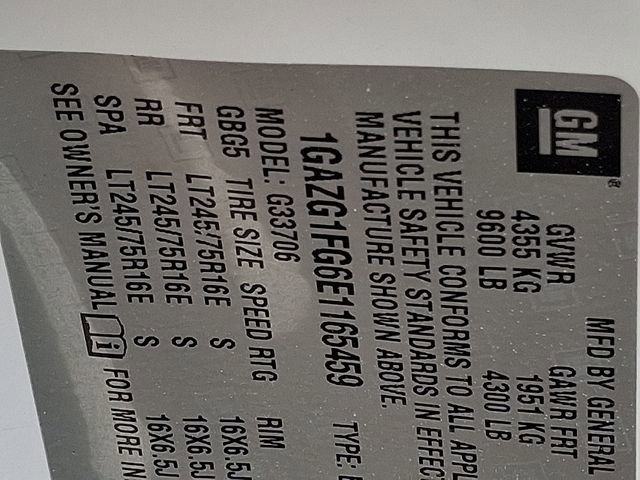 GM®
MFD BY GENERAL
GVWR GAWR FRT
4355 KG 1951 KG
9600 LB 4300 LB
THIS VEHICLE CONFORMS TO ALL APPL
VEHICLE SAFETY STANDARDS IN EFFECT
MANUFACTURE SHOWN ABOVE.
1GAZG1FG6E1165459 TYPE:
MODEL: G33706
GBG5 TIRE SIZE SPEED RTG RIM
FRT LT245/75R16E S 16X6.5J
RR LT245/75R16E S 16X6.5J
SPA LT245/75R16E S 16X6.5J
SEE OWNER'S MANUAL i FOR MORE IN